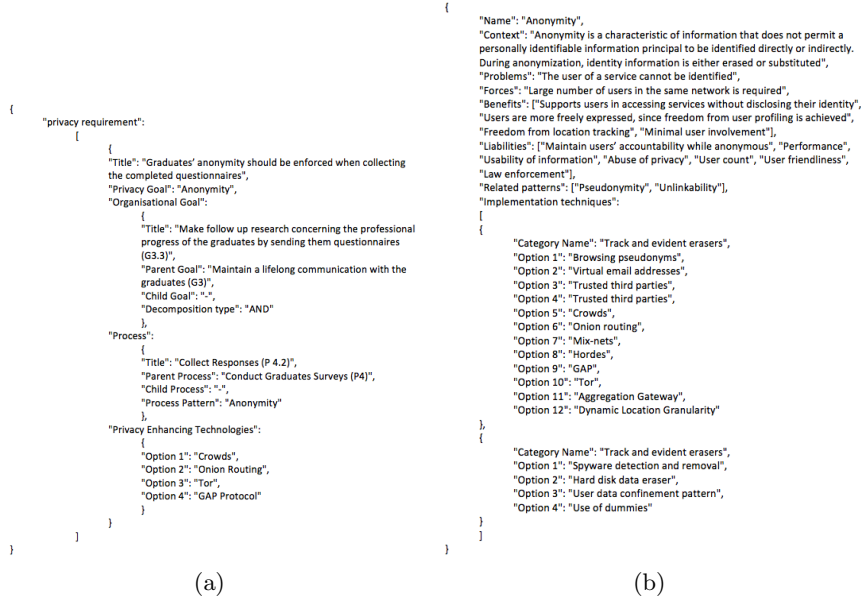 {
"privacy requirement":
[
{
"Title": "Graduates' anonymity should be enforced when collecting
the completed questionnaires",
"Privacy Goal": "Anonymity",
"Organisational Goal":
{
"Title": "Make follow up research concerning the professional
progress of the graduates by sending them questionnaires
(G3.3)",
"Parent Goal": "Maintain a lifelong communication with the
graduates (G3)",
"Child Goal": "-",
"Decomposition type": "AND"
},
"Process":
{
"Title": "Collect Responses (P 4.2)",
"Parent Process": "Conduct Graduates Surveys (P4)",
"Child Process": "-",
"Process Pattern": "Anonymity"
},
"Privacy Enhancing Technologies":
{
"Option 1": "Crowds",
"Option 2": "Onion Routing",
"Option 3": "Tor",
"Option 4": "GAP Protocol"
}
}
]
}
(a)
{
"Name": "Anonymity",
"Context": "Anonymity is a characteristic of information that does not permit a
personally identifiable information principal to be identified directly or indirectly.
During anonymization, identity information is either erased or substituted",
"Problems": "The user of a service cannot be identified",
"Forces": "Large number of users in the same network is required",
"Benefits": ["Supports users in accessing services without disclosing their identity",
"Users are more freely expressed, since freedom from user profiling is achieved",
"Freedom from location tracking", "Minimal user involvement"],
"Liabilities": ["Maintain users' accountability while anonymous", "Performance",
"Usability of information", "Abuse of privacy", "User count", "User friendliness",
"Law enforcement"],
"Related patterns": ["Pseudonymity", "Unlinkability"],
"Implementation techniques":
[
{
"Category Name": "Track and evident erasers",
"Option 1": "Browsing pseudonyms",
"Option 2": "Virtual email addresses",
"Option 3": "Trusted third parties",
"Option 4": "Trusted third parties",
"Option 5": "Crowds",
"Option 6": "Onion routing",
"Option 7": "Mix-nets",
"Option 8": "Hordes",
"Option 9": "GAP",
"Option 10": "Tor",
"Option 11": "Aggregation Gateway",
"Option 12": "Dynamic Location Granularity"
},
{
"Category Name": "Track and evident erasers",
"Option 1": "Spyware detection and removal",
"Option 2": "Hard disk data eraser",
"Option 3": "User data confinement pattern",
"Option 4": "Use of dummies"
}
]
}
(b)